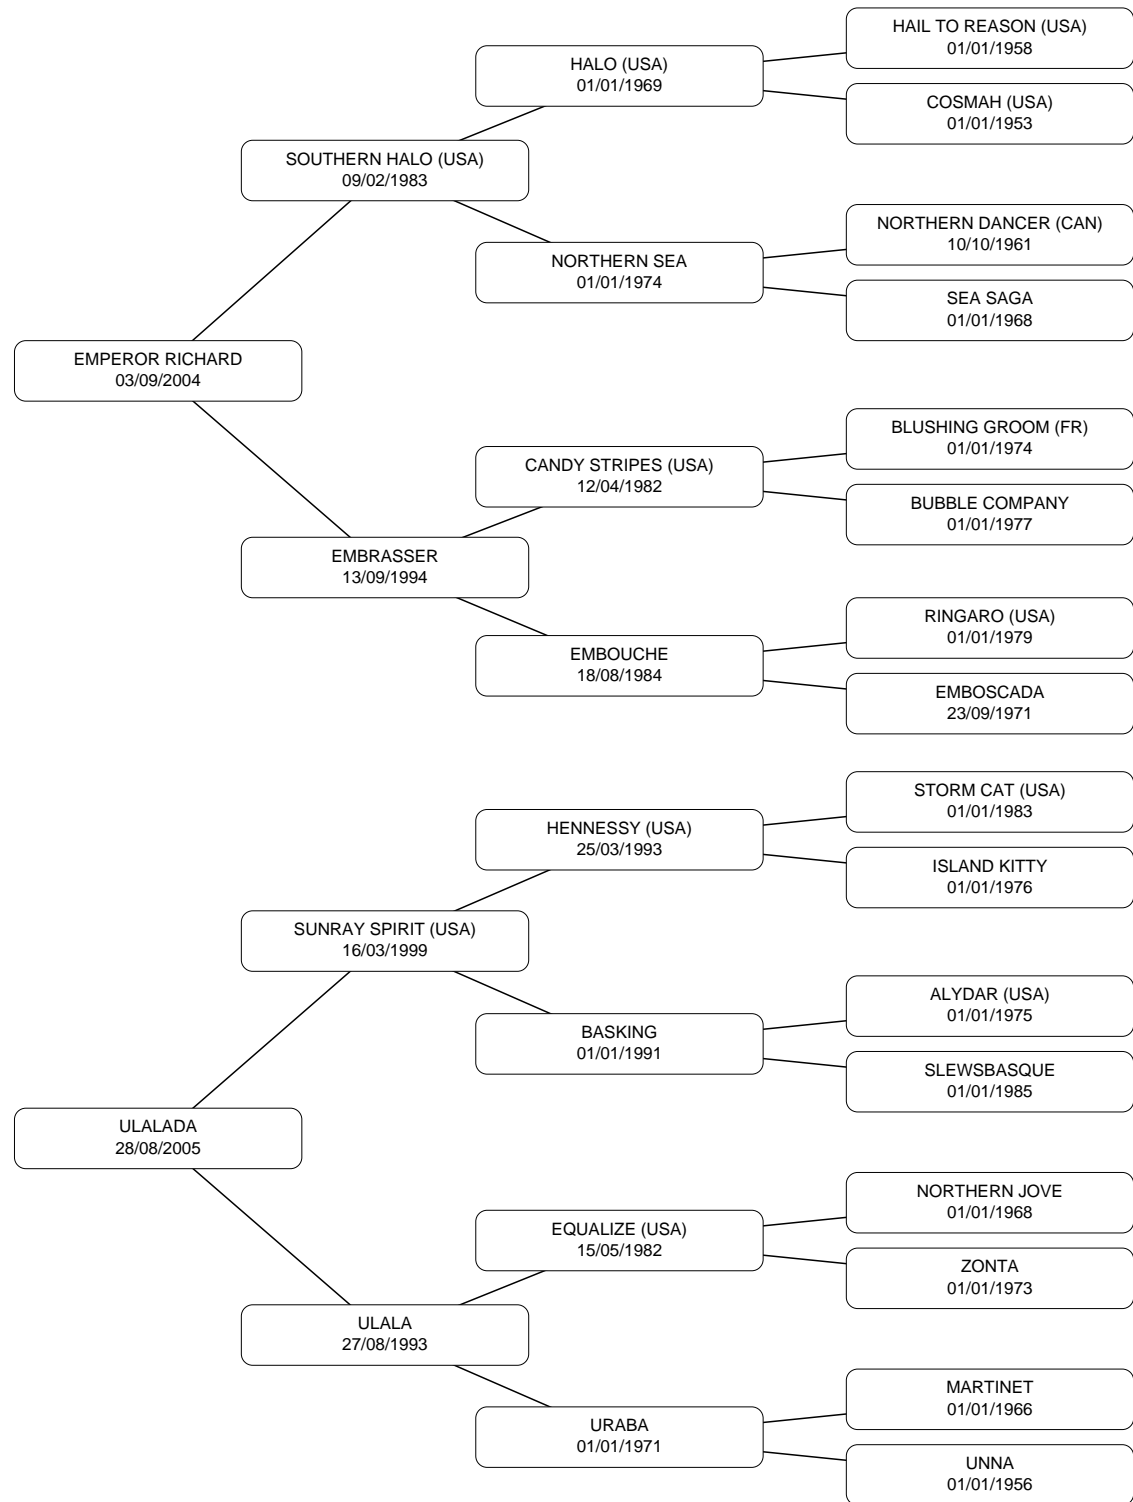 HAIL TO REASON (USA)
01/01/1958
HALO (USA)
01/01/1969
COSMAH (USA)
01/01/1953
SOUTHERN HALO (USA)
09/02/1983
NORTHERN DANCER (CAN)
10/10/1961
NORTHERN SEA
01/01/1974
SEA SAGA
01/01/1968
EMPEROR RICHARD
03/09/2004
BLUSHING GROOM (FR)
01/01/1974
CANDY STRIPES (USA)
12/04/1982
BUBBLE COMPANY
01/01/1977
EMBRASSER
13/09/1994
RINGARO (USA)
01/01/1979
EMBOUCHE
18/08/1984
EMBOSCADA
23/09/1971
STORM CAT (USA)
01/01/1983
HENNESSY (USA)
25/03/1993
ISLAND KITTY
01/01/1976
SUNRAY SPIRIT (USA)
16/03/1999
ALYDAR (USA)
01/01/1975
BASKING
01/01/1991
SLEWSBASQUE
01/01/1985
ULALADA
28/08/2005
NORTHERN JOVE
01/01/1968
EQUALIZE (USA)
15/05/1982
ZONTA
01/01/1973
ULALA
27/08/1993
MARTINET
01/01/1966
URABA
01/01/1971
UNNA
01/01/1956